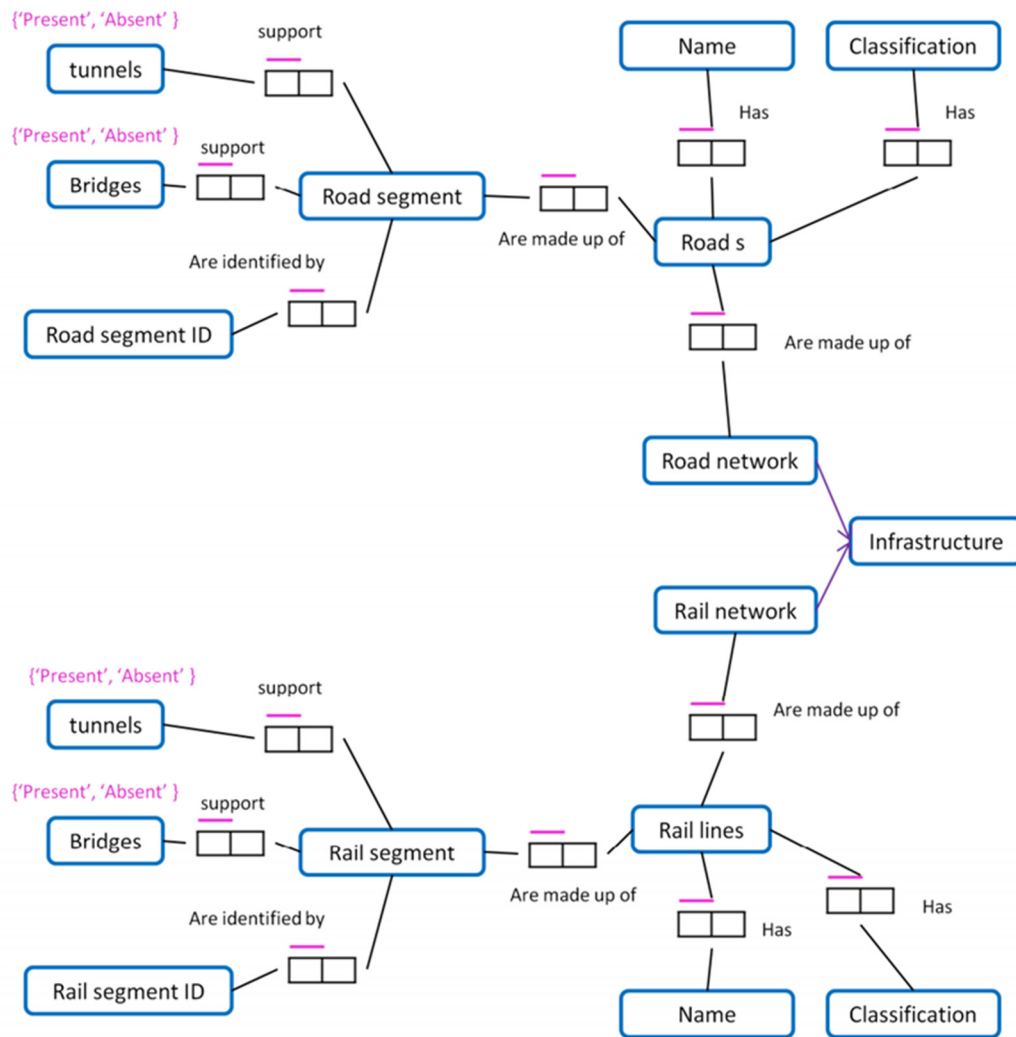 {‘Present’, ‘Absent’ }
support
tunnels
Name
Classification
Has
Has
{‘Present’, ‘Absent’ }
support
Bridges
Road segment
Are made up of
Road s
Are identified by
Road segment ID
Are made up of
Road network
Infrastructure
Rail network
{‘Present’, ‘Absent’ }
support
tunnels
Are made up of
{‘Present’, ‘Absent’ }
support
Bridges
Rail segment
Rail lines
Are made up of
Has
Are identified by
Has
Rail segment ID
Name
Classification